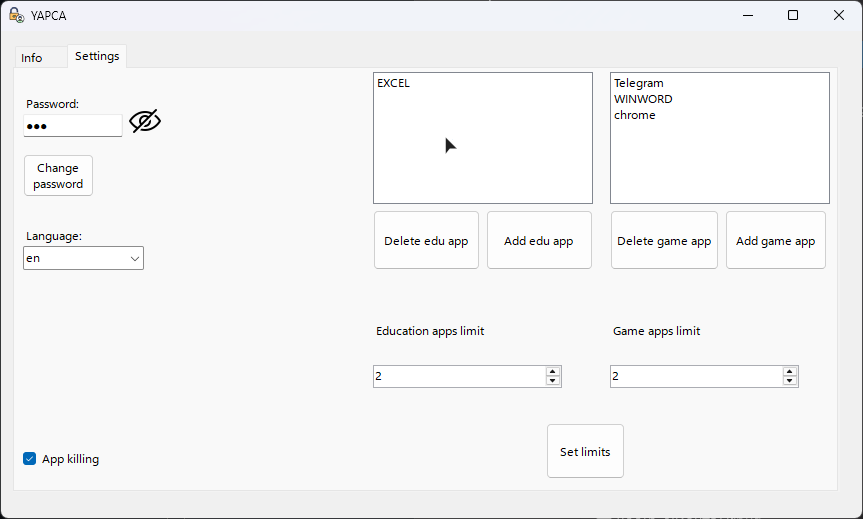 YAPCA
Info
Settings
Password:
●●●
Change
password
Language:
en
App killing
EXCEL
Delete edu app
Add edu app
Telegram
WINWORD
chrome
Delete game app
Add game app
Education apps limit
2
Game apps limit
2
Set limits